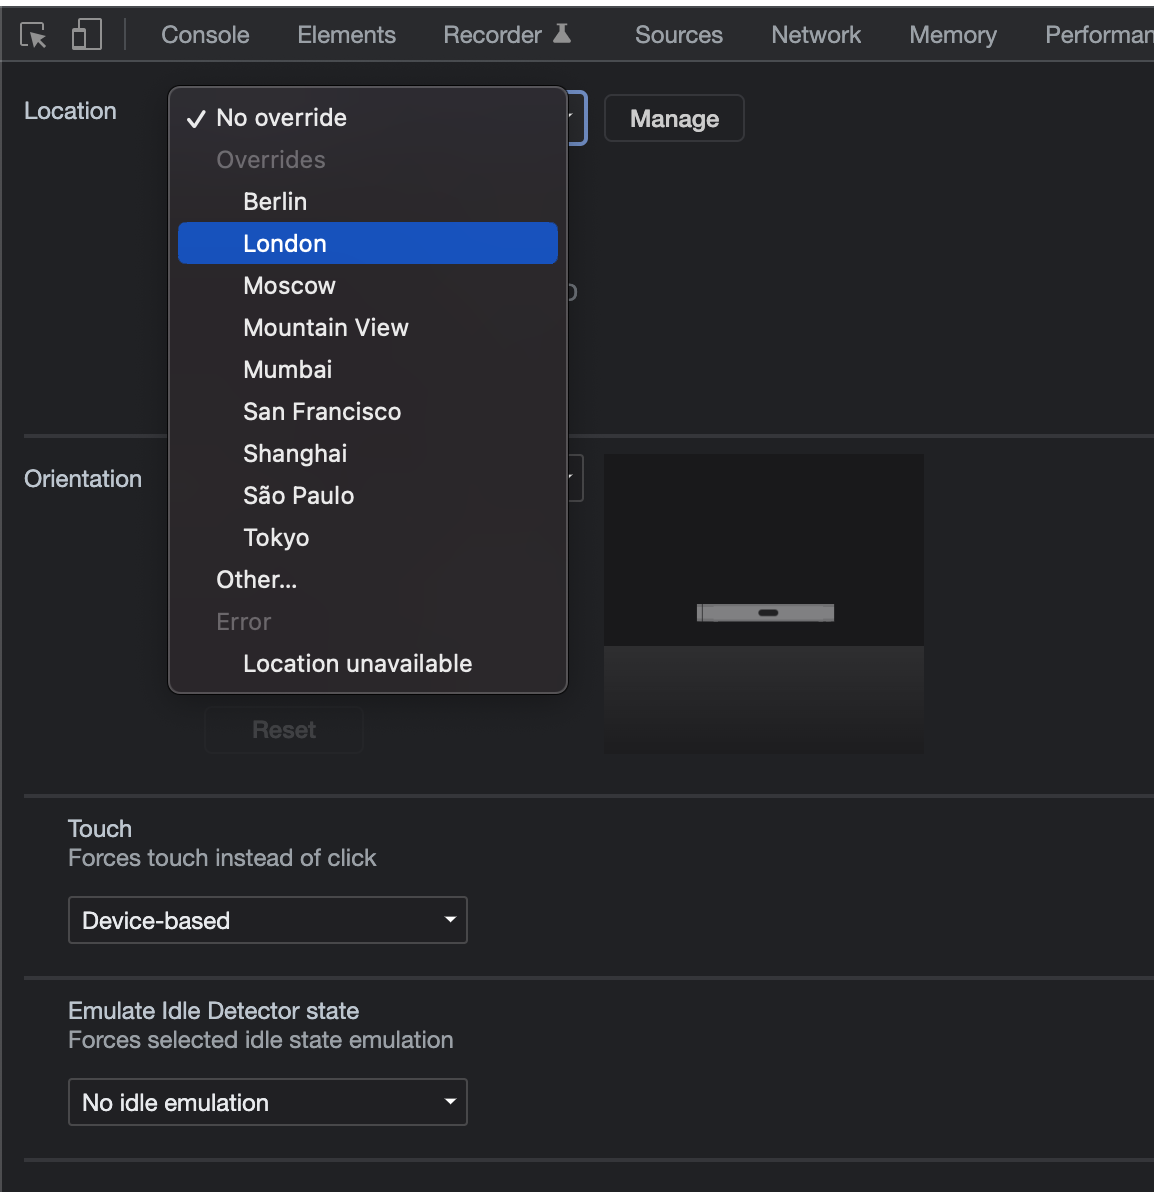 Console Elements Recorder Sources Network Memory
Location
✓ No override
Manage
Overrides
Berlin
London
Moscow
Mountain View
Mumbai
San Francisco
Shanghai
São Paulo
Tokyo
Other...
Error
Location unavailable
Orientation
Reset
Touch
Forces touch instead of click
Device-based
Emulate Idle Detector state
Forces selected idle state emulation
No idle emulation